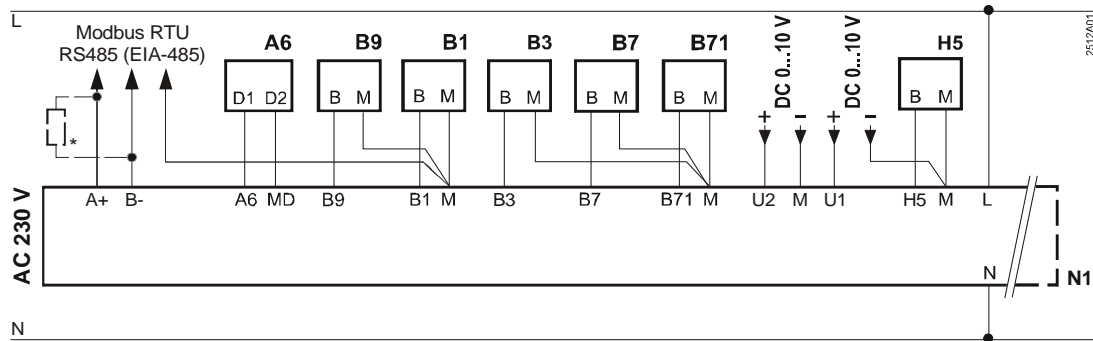 L
Modbus RTU
RS485 (EIA-485)
A6 B9 B1 B3 B7 B71 DC 0...10 V DC 0...10 V H5
2512A01
D1 D2 B M B M B M B M B M + - + - B M
*
A+ B- A6 MD B9 B1 M B3 B7 B71 M U2 M U1 H5 M L
AC 230 V
N
N1
N